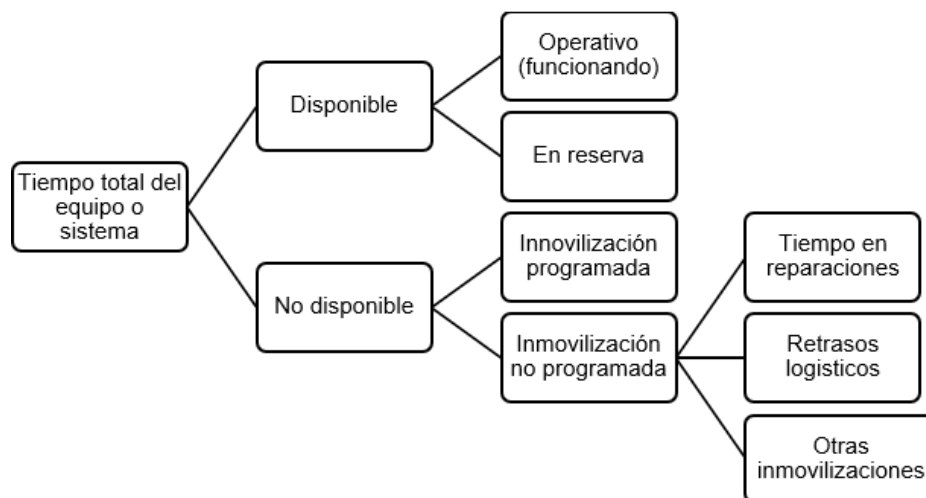 Tiempo total del
equipo o
sistema
Disponible
Operativo
(funcionando)
En reserva
No disponible
Innovilización
programada
Inmovilización
no programada
Tiempo en
reparaciones
Retrasos
logisticos
Otras
inmovilizaciones